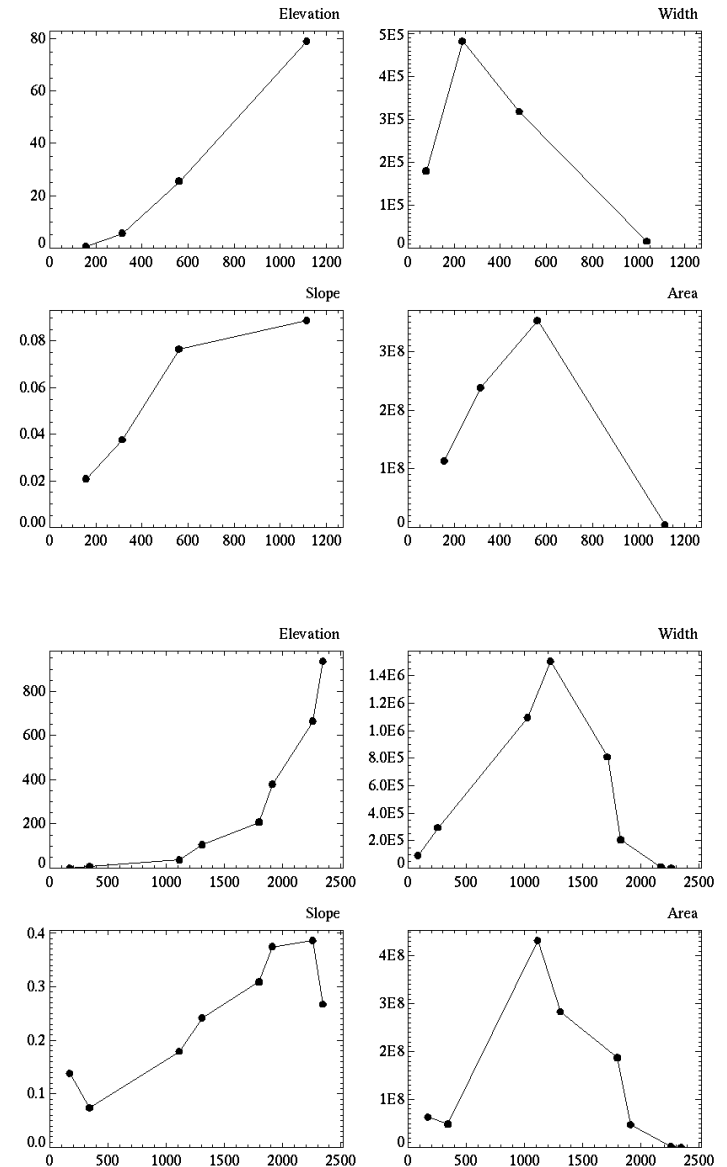 Elevation
80
60
40
20
0
0 200 400 600 800 1000 1200
Width
5E5
4E5
3E5
2E5
1E5
0
0 200 400 600 800 1000 1200
Slope
0.08
0.06
0.04
0.02
0.00
0 200 400 600 800 1000 1200
Area
3E8
2E8
1E8
0
0 200 400 600 800 1000 1200
Elevation
800
600
400
200
0
0 500 1000 1500 2000 2500
Width
1.4E6
1.0E6
8.0E5
6.0E5
4.0E5
2.0E5
0
0 500 1000 1500 2000 2500
Slope
0.4
0.3
0.2
0.1
0.0
0 500 1000 1500 2000 2500
Area
4E8
3E8
2E8
1E8
0
0 500 1000 1500 2000 2500